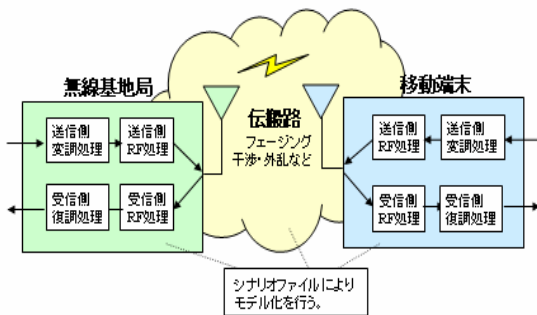 無線基地局
送信側
変調処理
送信側
RF処理
受信側
復調処理
受信側
RF処理
伝搬路
フェージング
干渉・外乱など
移動端末
送信側
RF処理
送信側
変調処理
受信側
RF処理
受信側
復調処理
シナリオファイルにより
モデル化を行う。